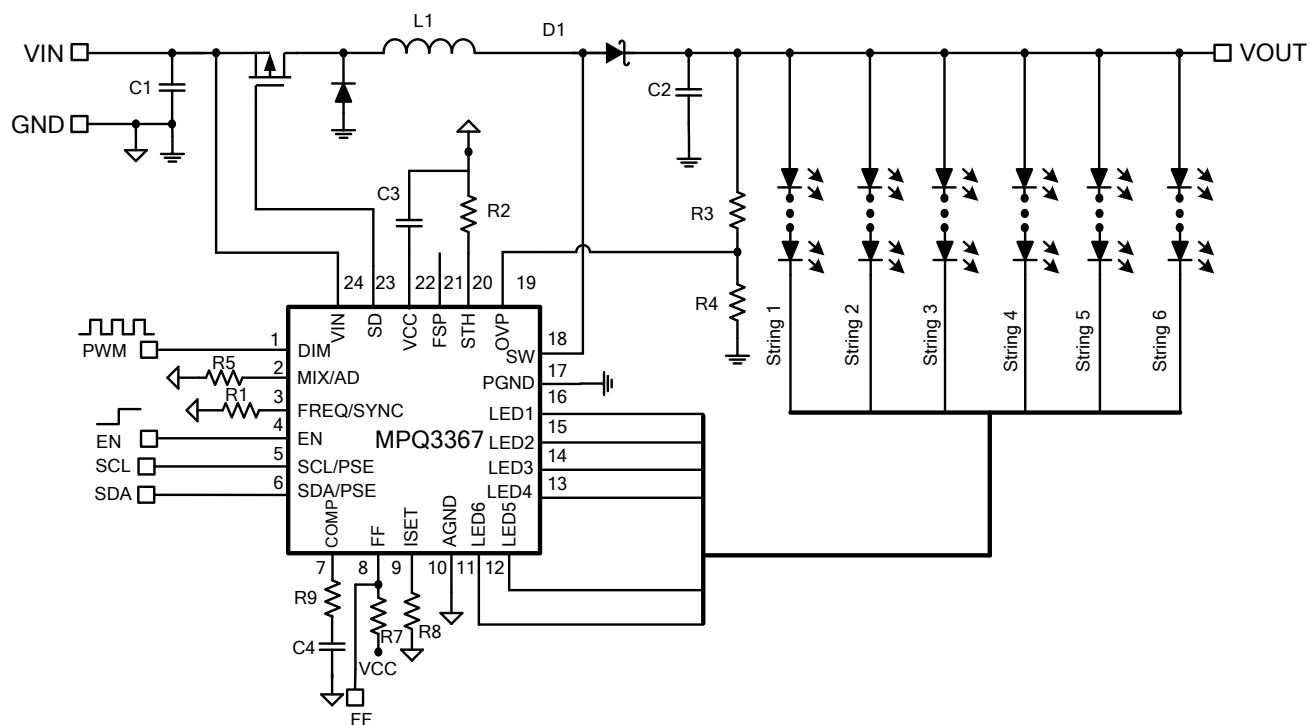 L1
D1
VIN
VOUT
C1
C2
GND
C3
R2
R3
R4
24
23
22
21
20
19
VIN
SD
VCC
FSP
STH
OVP
String 1
String 2
String 3
String 4
String 5
String 6
PWM
1
DIM
SW
18
R5
2
MIX/AD
PGND
17
R1
3
FREQ/SYNC
LED1
16
EN
4
EN
MPQ3367
LED2
15
SCL
5
SCL/PSE
LED3
14
SDA
6
SDA/PSE
LED4
13
COMP
FF
ISET
AGND
LED6
LED5
7
8
9
10
11
12
R9
R7
R8
C4
VCC
FF